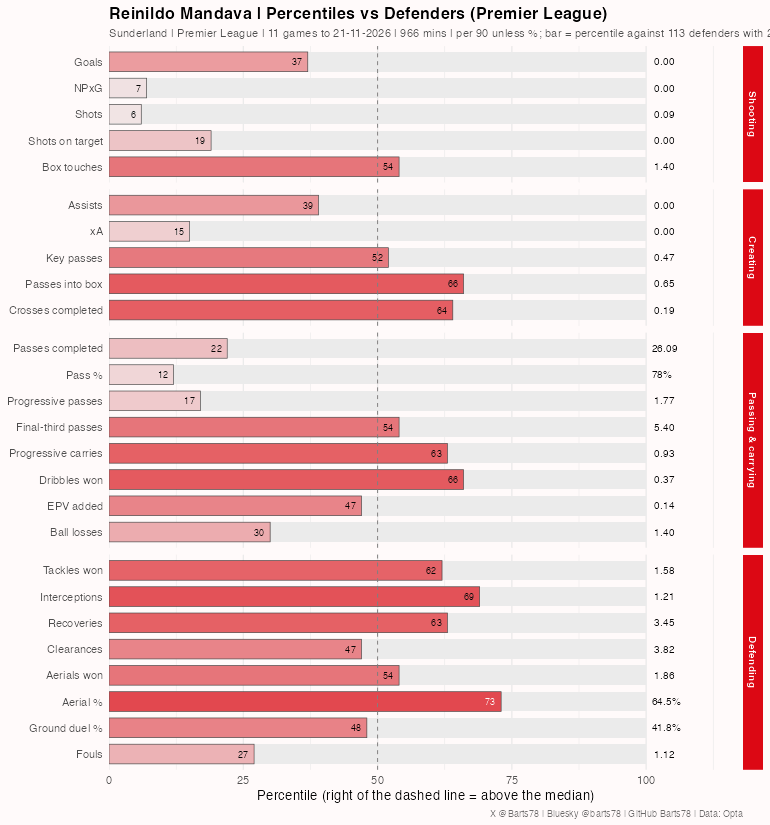 Reinildo Mandava | Percentiles vs Defenders (Premier League)
Sunderland | Premier League | 11 games to 21-11-2026 | 966 mins | per 90 unless %; bar = percentile against 113 defenders with 2
Goals 37 0.00
NPxG 7 0.00
Shots 6 0.09
Shots on target 19 0.00
Box touches 54 1.40
Shooting
Assists 39 0.00
xA 15 0.00
Key passes 52 0.47
Passes into box 66 0.65
Crosses completed 64 0.19
Creating
Passes completed 22 26.09
Pass % 12 78%
Progressive passes 17 1.77
Final-third passes 54 5.40
Progressive carries 63 0.93
Dribbles won 66 0.37
EPV added 47 0.14
Ball losses 30 1.40
Passing & carrying
Tackles won 62 1.58
Interceptions 69 1.21
Recoveries 63 3.45
Clearances 47 3.82
Aerials won 54 1.86
Aerial % 73 64.5%
Ground duel % 48 41.8%
Fouls 27 1.12
Defending
0 25 50 75 100
Percentile (right of the dashed line = above the median)
X @Barts78 | Bluesky @barts78 | GitHub Barts78 | Data: Opta